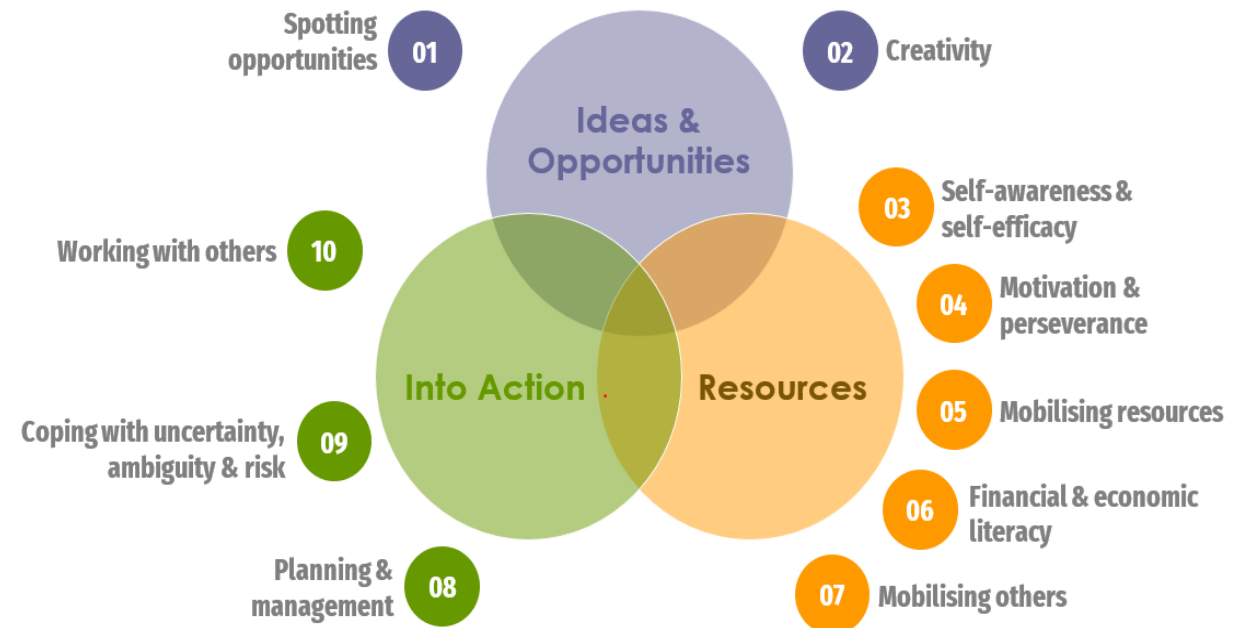 Spotting
opportunities
01
02
Creativity
Ideas &
Opportunities
03
Self-awareness &
self-efficacy
Working with others
10
04
Motivation &
perseverance
Into Action
Resources
05
Mobilising resources
Coping with uncertainty,
ambiguity & risk
09
06
Financial & economic
literacy
Planning &
management
08
07
Mobilising others